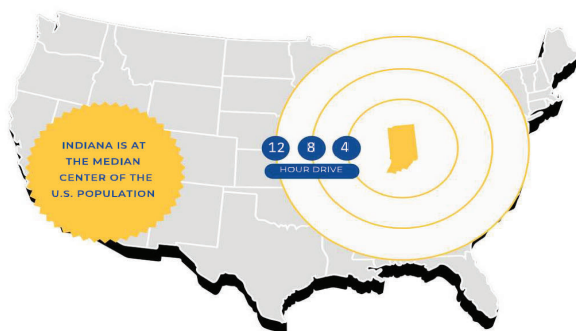 INDIANA IS AT
THE MEDIAN
CENTER OF THE
U.S. POPULATION
12 8 4
HOUR DRIVE